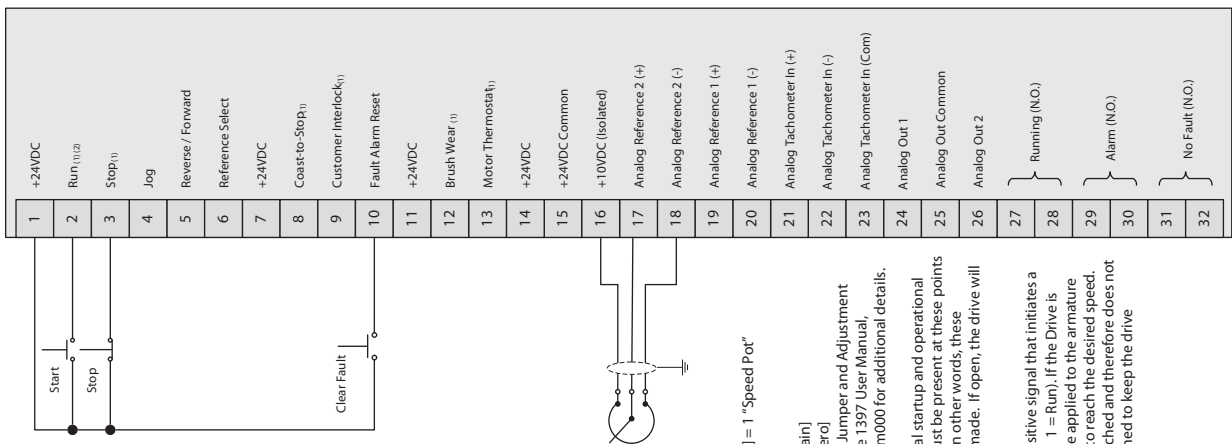 1 +24VDC
2 Run (1) (2)
3 Stop(1)
4 Jog
5 Reverse / Forward
6 Reference Select
7 +24VDC
8 Coast-to-Stop(1)
9 Customer Interlock(1)
10 Fault Alarm Reset
11 +24VDC
12 Brush Wear (1)
13 Motor Thermostat(1)
14 +24VDC
15 +24VDC Common
16 +10VDC (Isolated)
17 Analog Reference 2 (+)
18 Analog Reference 2 (-)
19 Analog Reference 1 (+)
20 Analog Reference 1 (-)
21 Analog Tachometer In (+)
22 Analog Tachometer In (-)
23 Analog Tachometer In (Com)
24 Analog Out 1
25 Analog Out Common
26 Analog Out 2
27
28
Running (N.O.)
29
30
Alarm (N.O.)
31
32
No Fault (N.O.)
Start
Stop
Clear Fault
] = 1 "Speed Pot"
ain]
ero]
Jumper and Adjustment
e 1397 User Manual,
m000 for additional details.
al startup and operational
ust be present at these points
n other words, these
made. If open, the drive will
sitive signal that initiates a
1 = Run). If the Drive is
e applied to the armature
to reach the desired speed.
ched and therefore does not
ned to keep the drive